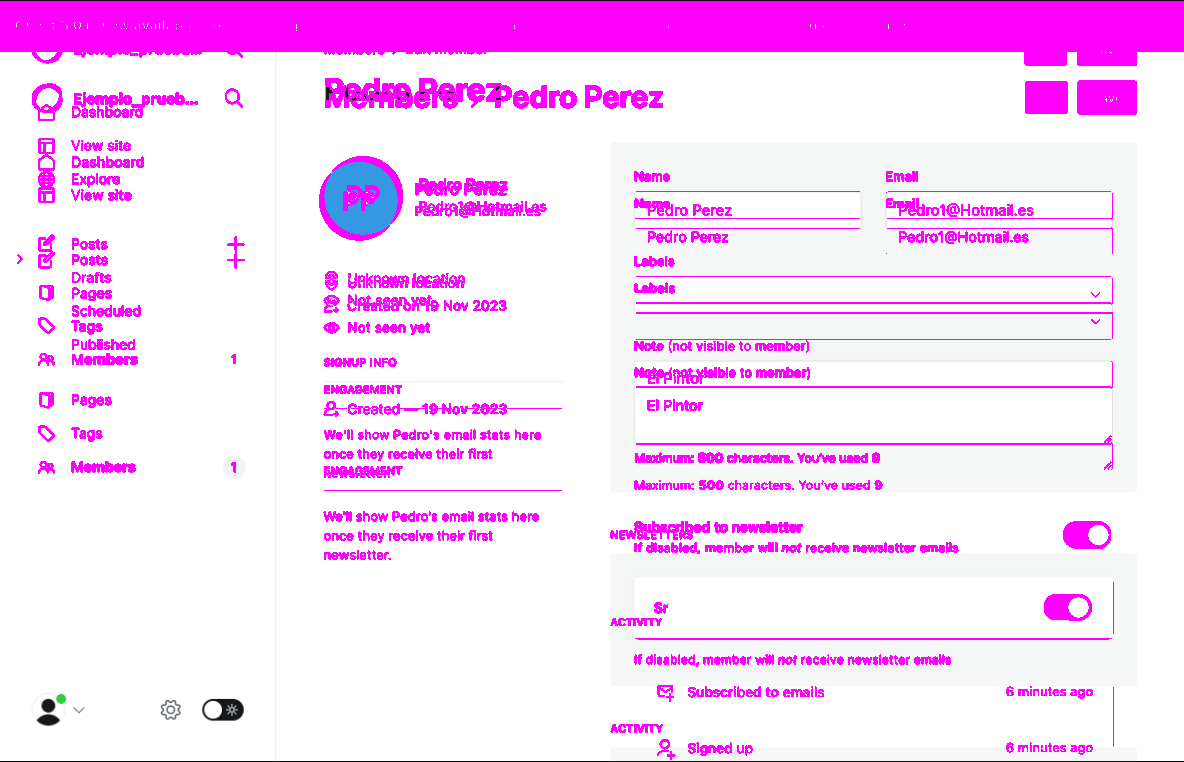 Ejemplo_prueb...
Dashboard
View site
Dashboard
Explore
View site
Posts
Posts
Drafts
Pages
Scheduled
Tags
Published
Members 1
Pages
Tags
Members 1
Pedro Perez
Members > Pedro Perez
PP
Pedro Perez
Pedro Perez
Pedro1@Hotmail.es
Pedro1@Hotmail.es
Unknown location
Unknown location
Not seen yet
Created on 19 Nov 2023
Not seen yet
SIGNUP INFO
ENGAGEMENT
Created — 19 Nov 2023
We'll show Pedro's email stats here
once they receive their first
newsletter.
ENGAGEMENT
We'll show Pedro's email stats here
once they receive their first
newsletter.
Name
Email
Name
Email
Pedro Perez
Pedro1@Hotmail.es
Pedro Perez
Pedro1@Hotmail.es
Labels
Labels
Note (not visible to member)
Note (not visible to member)
El Pintor
El Pintor
Maximum: 500 characters. You've used
Maximum: 500 characters. You've used 9
Subscribed to newsletter
NEWSLETTERS
If disabled, member will not receive newsletter emails
Sr
ACTIVITY
If disabled, member will not receive newsletter emails
Subscribed to emails 6 minutes ago
ACTIVITY
Signed up 6 minutes ago